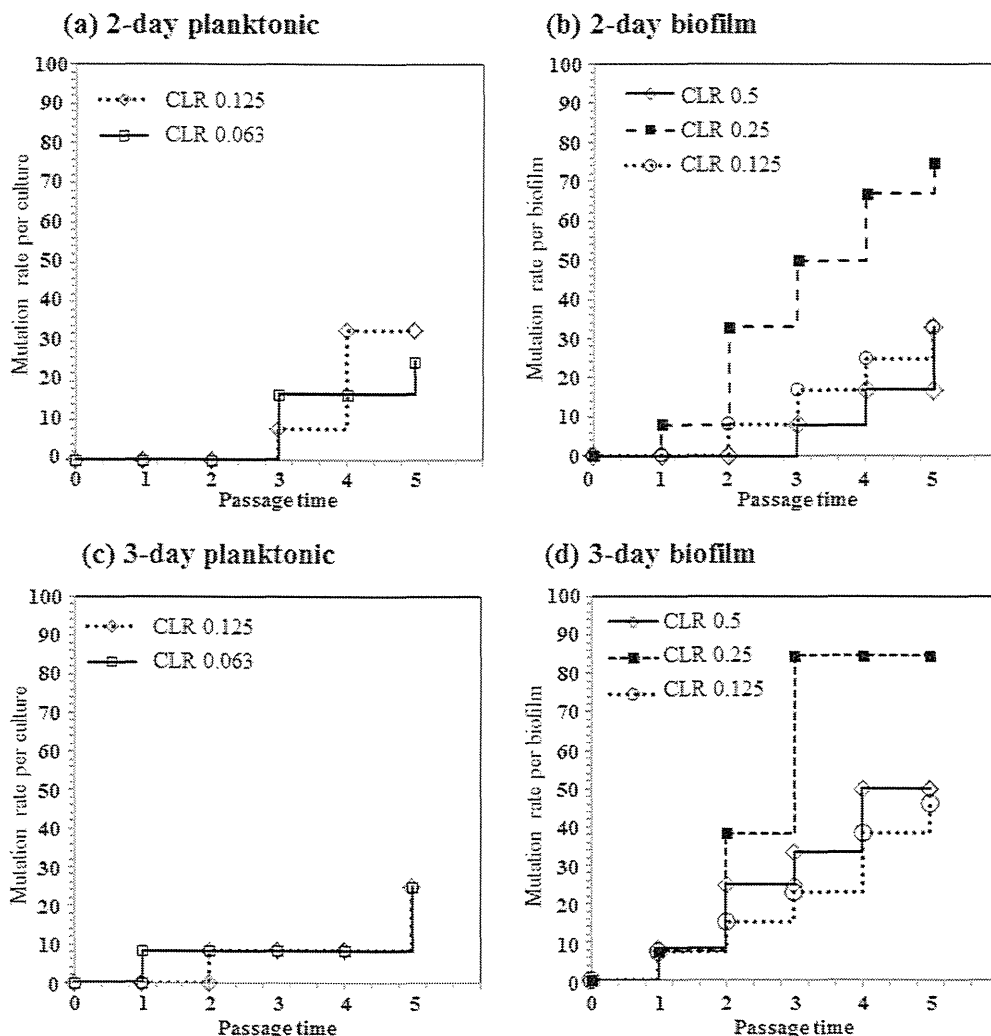 (a) 2-day planktonic
Mutation rate per culture
100
90
80
70
60
50
40
30
20
10
0
CLR 0.125
CLR 0.063
0 1 2 3 4 5
Passage time
(b) 2-day biofilm
Mutation rate per biofilm
100
90
80
70
60
50
40
30
20
10
0
CLR 0.5
CLR 0.25
CLR 0.125
0 1 2 3 4 5
Passage time
(c) 3-day planktonic
Mutation rate per culture
100
90
80
70
60
50
40
30
20
10
0
CLR 0.125
CLR 0.063
0 1 2 3 4 5
Passage time
(d) 3-day biofilm
Mutation rate per biofilm
100
90
80
70
60
50
40
30
20
10
0
CLR 0.5
CLR 0.25
CLR 0.125
0 1 2 3 4 5
Passage time